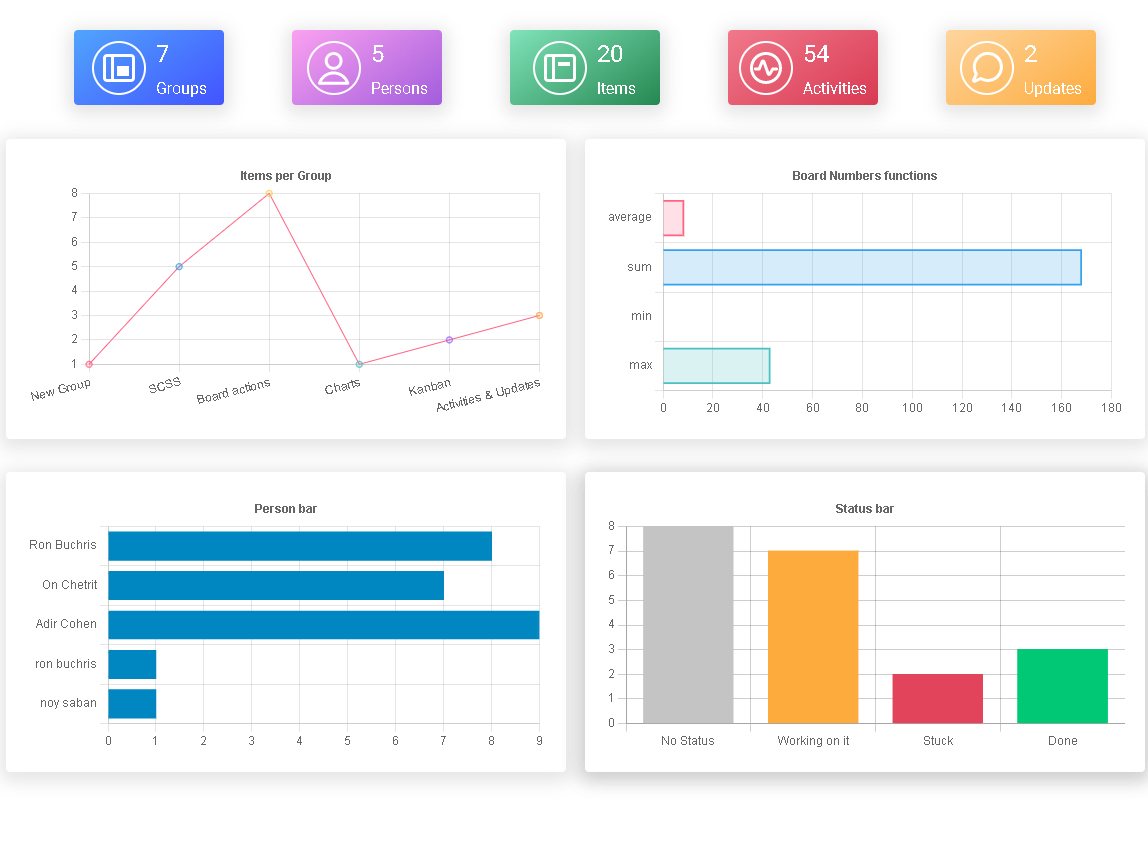 7
Groups
5
Persons
20
Items
54
Activities
2
Updates
Items per Group
8
7
6
5
4
3
2
1
New Group
SCSS
Board actions
Charts
Kanban
Activities & Updates
Board Numbers functions
average
sum
min
max
0 20 40 60 80 100 120 140 160 180
Person bar
Ron Buchris
On Chetrit
Adir Cohen
ron buchris
noy saban
0 1 2 3 4 5 6 7 8 9
Status bar
8
7
6
5
4
3
2
1
0
No Status Working on it Stuck Done